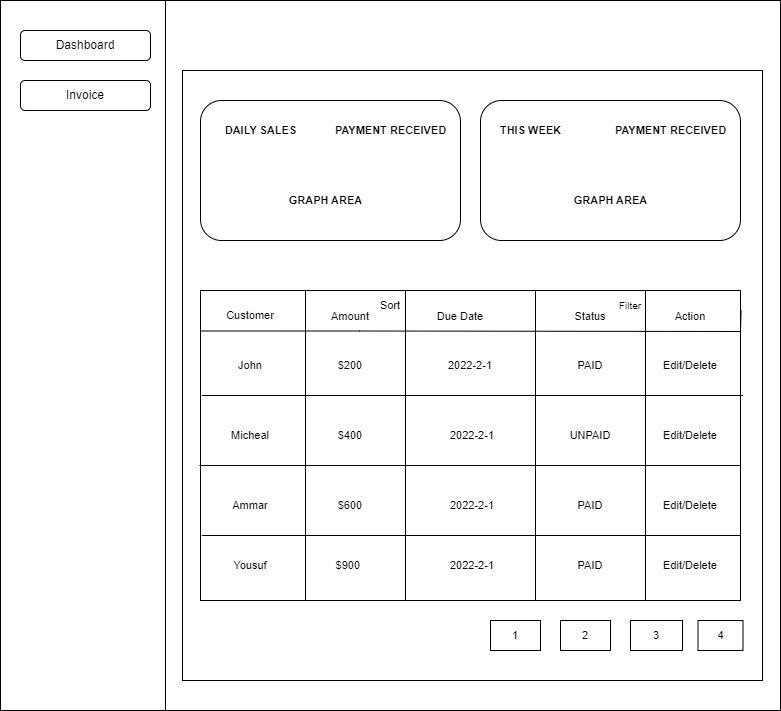 Dashboard
Invoice
DAILY SALES PAYMENT RECEIVED
GRAPH AREA
THIS WEEK PAYMENT RECEIVED
GRAPH AREA
Customer Amount Sort Due Date Status Filter Action
John $200 2022-2-1 PAID Edit/Delete
Micheal $400 2022-2-1 UNPAID Edit/Delete
Ammar $600 2022-2-1 PAID Edit/Delete
Yousuf $900 2022-2-1 PAID Edit/Delete
1 2 3 4